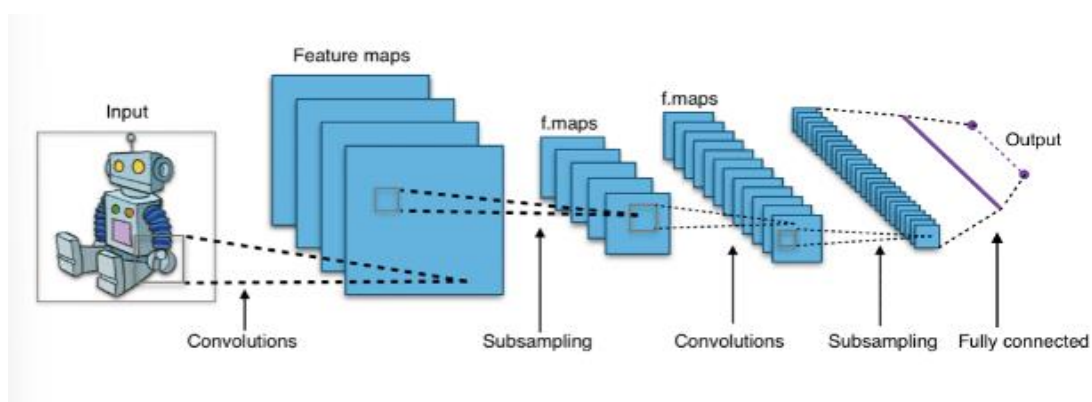 Feature maps
f.maps
Input
f.maps
Output
Convolutions
Subsampling
Convolutions
Subsampling
Fully connected